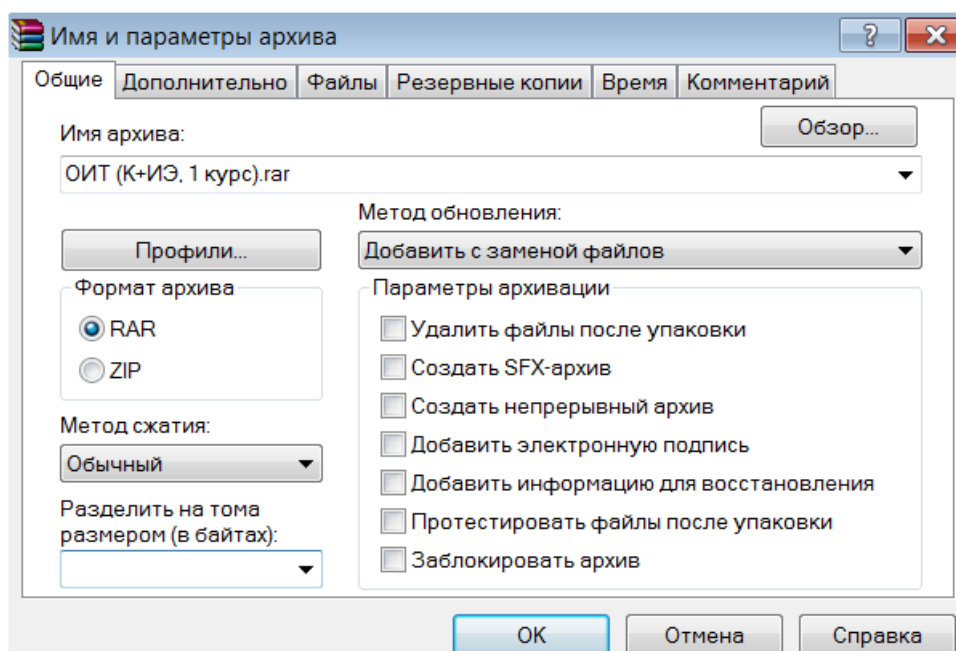 Имя и параметры архива
Общие Дополнительно Файлы Резервные копии Время Комментарий
Имя архива:
Обзор...
ОИТ (К+ИЭ, 1 курс).rar
Метод обновления:
Профили...
Добавить с заменой файлов
Формат архива
RAR
ZIP
Метод сжатия:
Обычный
Разделить на тома
размером (в байтах):
Параметры архивации
Удалить файлы после упаковки
Создать SFX-архив
Создать непрерывный архив
Добавить электронную подпись
Добавить информацию для восстановления
Протестировать файлы после упаковки
Заблокировать архив
OK Отмена Справка